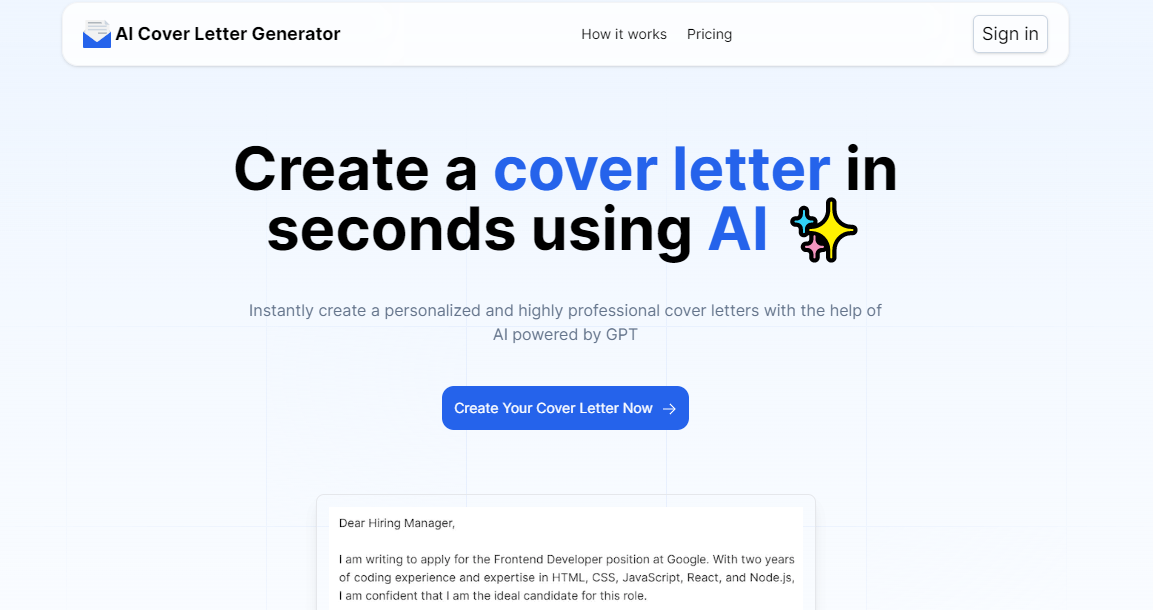 AI Cover Letter Generator
How it works
Pricing
Sign in
Create a cover letter in
seconds using AI
Instantly create a personalized and highly professional cover letters with the help of
AI powered by GPT
Create Your Cover Letter Now
Dear Hiring Manager,
I am writing to apply for the Frontend Developer position at Google. With two years
of coding experience and expertise in HTML, CSS, JavaScript, React, and Node.js,
I am confident that I am the ideal candidate for this role.